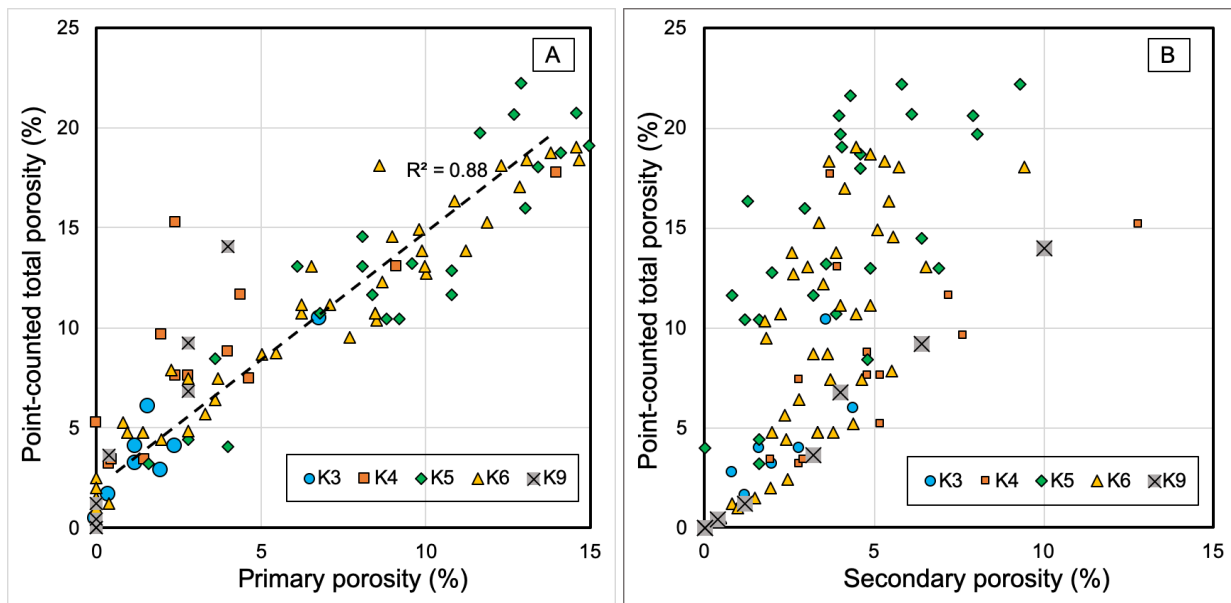 A
Point-counted total porosity (%)
25
20
15
10
5
0
R² = 0.88
K3 K4 K5 K6 K9
0 5 10 15
Primary porosity (%)
B
Point-counted total porosity (%)
25
20
15
10
5
0
K3 K4 K5 K6 K9
0 5 10 15
Secondary porosity (%)